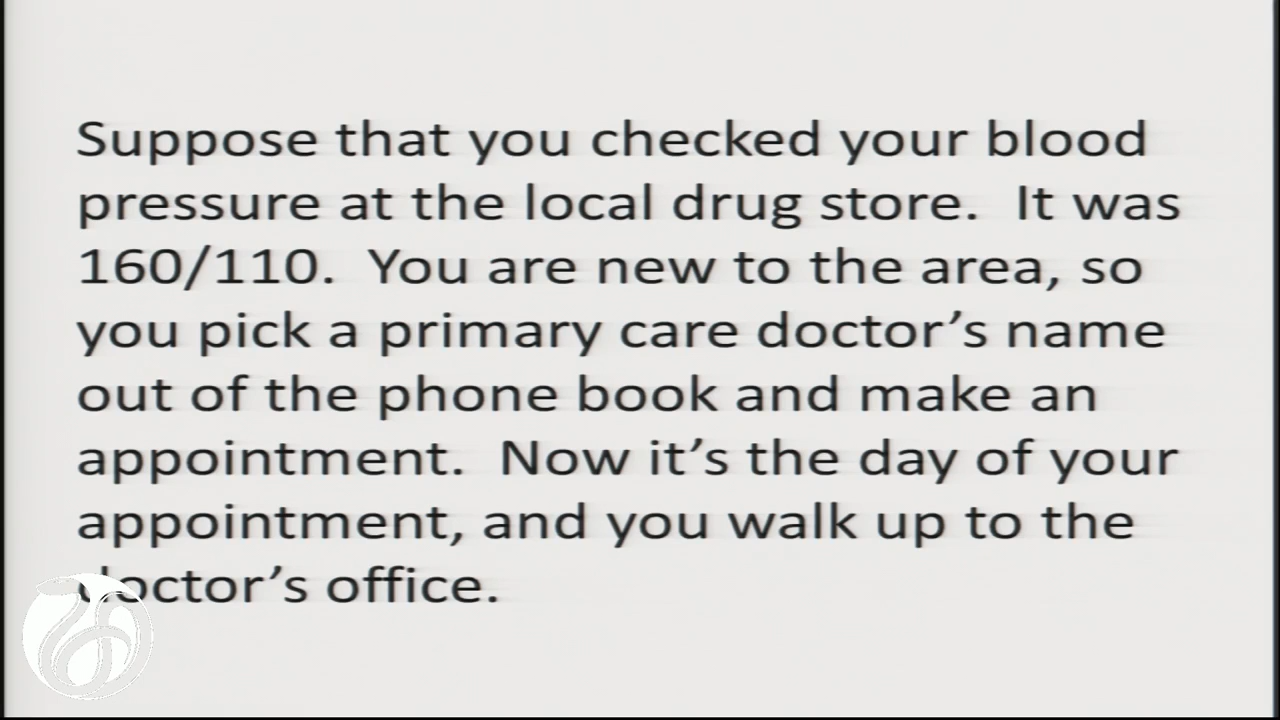 Suppose that you checked your blood
pressure at the local drug store.  It was
160/110.  You are new to the area, so
you pick a primary care doctor’s name
out of the phone book and make an
appointment.  Now it’s the day of your
appointment, and you walk up to the
doctor’s office.